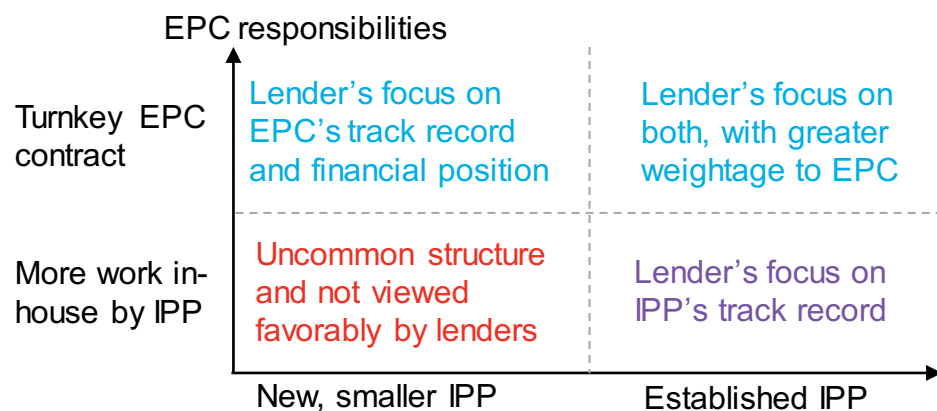 EPC responsibilities
Turnkey EPC
contract
Lender's focus on
EPC's track record
and financial position
Lender's focus on
both, with greater
weightage to EPC
More work in-
house by IPP
Uncommon structure
and not viewed
favorably by lenders
Lender's focus on
IPP's track record
New, smaller IPP
Established IPP